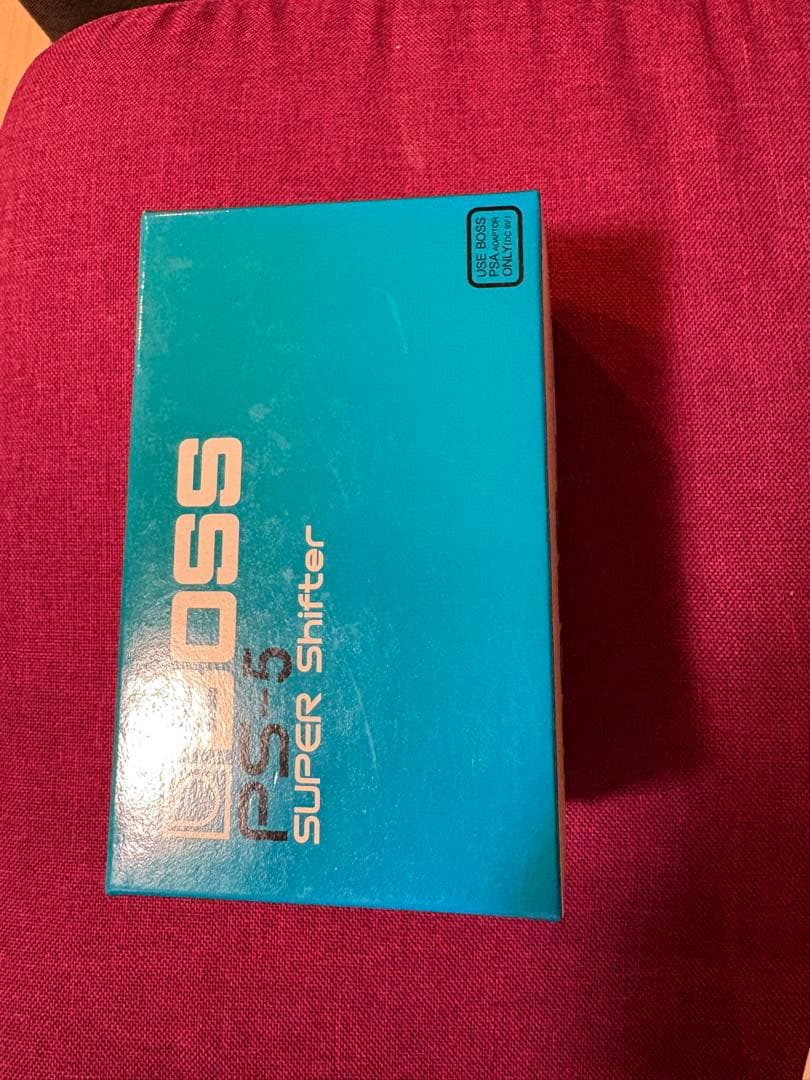 BOSS
PS-5
SUPER Shifter
USE BOSS
PSA ADAPTOR
ONLY (DC 9V)